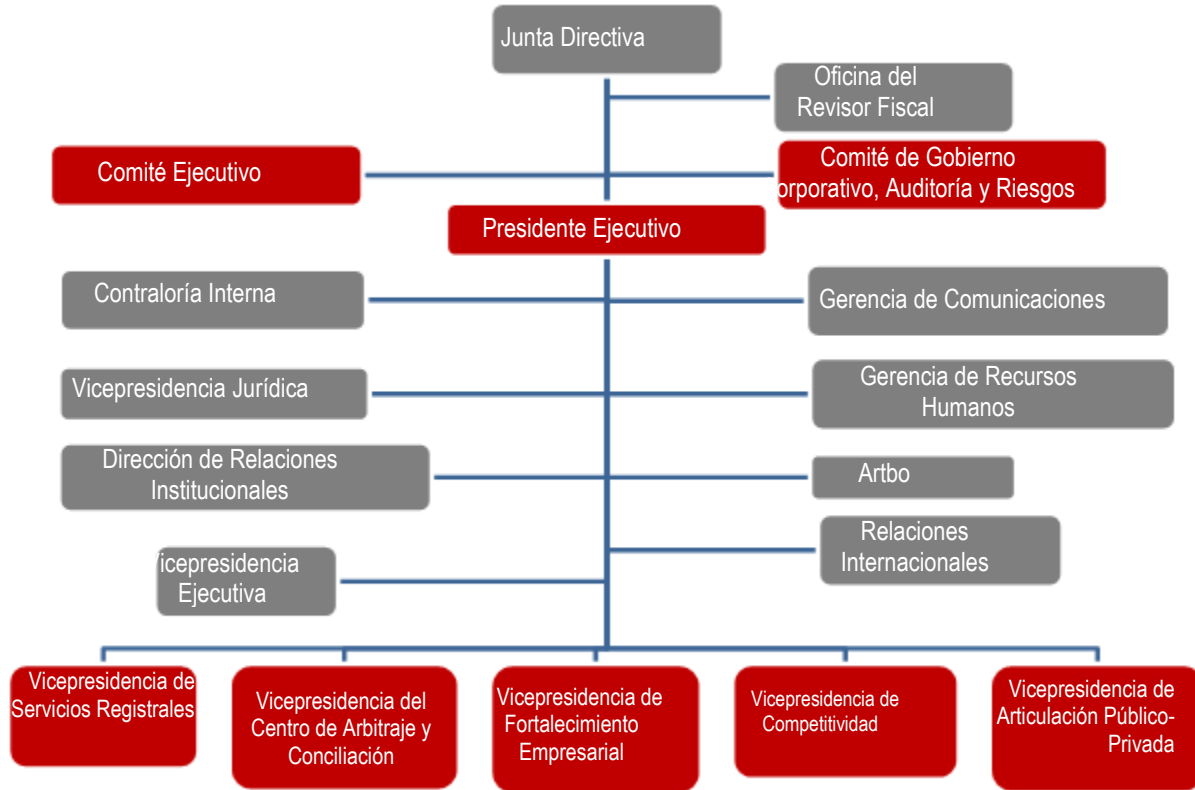 Junta Directiva
Oficina del
Revisor Fiscal
Comité Ejecutivo
Comité de Gobierno
orporativo, Auditoría y Riesgos
Presidente Ejecutivo
Contraloría Interna
Gerencia de Comunicaciones
Vicepresidencia Jurídica
Gerencia de Recursos
Humanos
Dirección de Relaciones
Institucionales
Artbo
Relaciones
Internacionales
Vicepresidencia
Ejecutiva
Vicepresidencia de
Servicios Registrales
Vicepresidencia del
Centro de Arbitraje y
Conciliación
Vicepresidencia de
Fortalecimiento
Empresarial
Vicepresidencia de
Competitividad
Vicepresidencia de
Articulación Público-
Privada